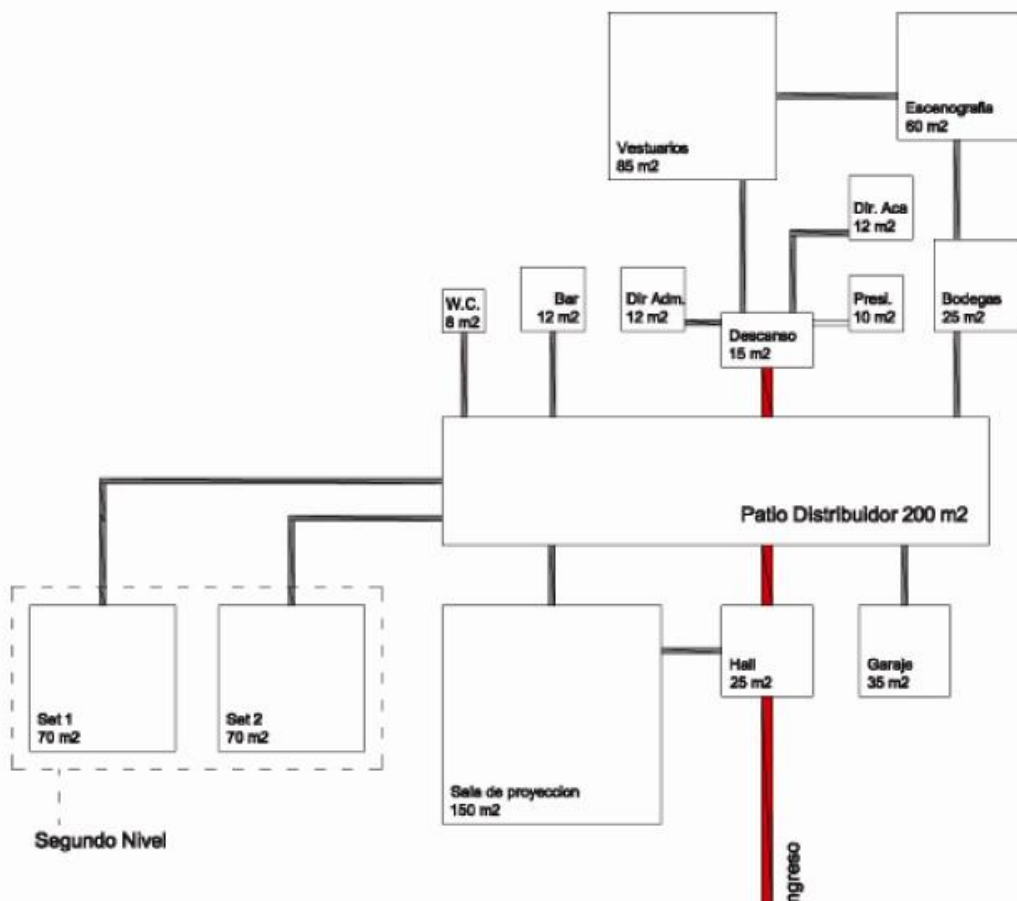 Escenografia
60 m2
Vestuarios
85 m2
Dir. Aca
12 m2
W.C.
8 m2
Bar
12 m2
Dir Adm.
12 m2
Presi.
10 m2
Bodegas
25 m2
Descanso
15 m2
Patio Distribuidor 200 m2
Set 1
70 m2
Set 2
70 m2
Hall
25 m2
Garaje
35 m2
Sala de proyeccion
150 m2
Segundo Nivel
ngreso